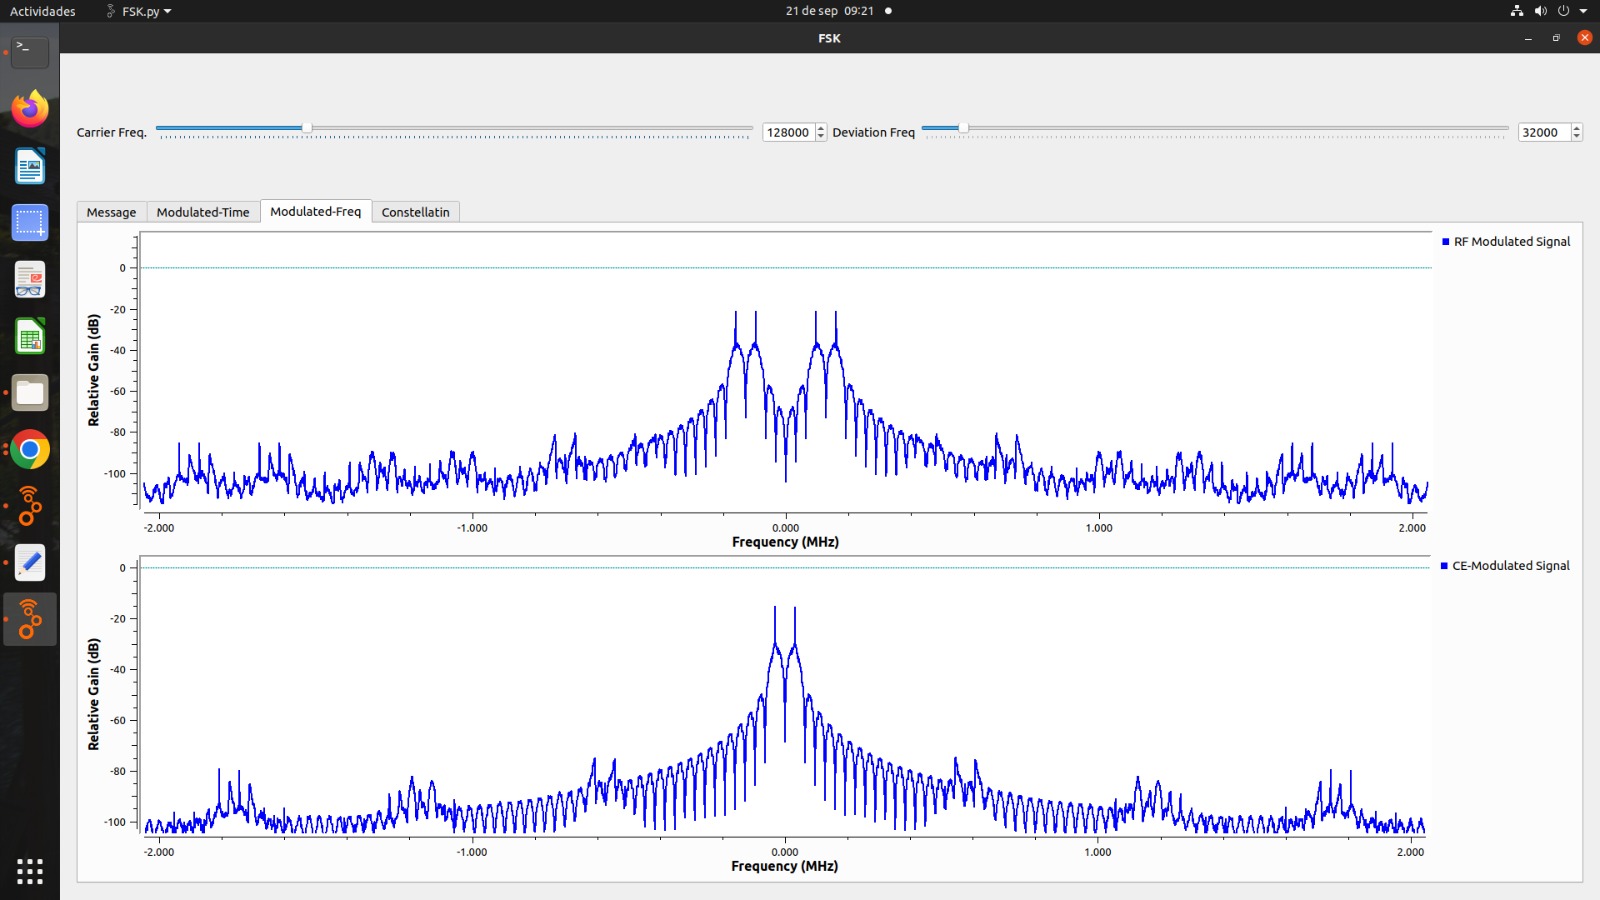 Actividades FSK.py 21 de sep 09:21
FSK
Carrier Freq. 128000 Deviation Freq 32000
Message Modulated-Time Modulated-Freq Constellatin
RF Modulated Signal
0
-20
-40
-60
-80
-100
Relative Gain (dB)
-2.000 -1.000 0.000 1.000 2.000
Frequency (MHz)
CE-Modulated Signal
0
-20
-40
-60
-80
-100
Relative Gain (dB)
-2.000 -1.000 0.000 1.000 2.000
Frequency (MHz)